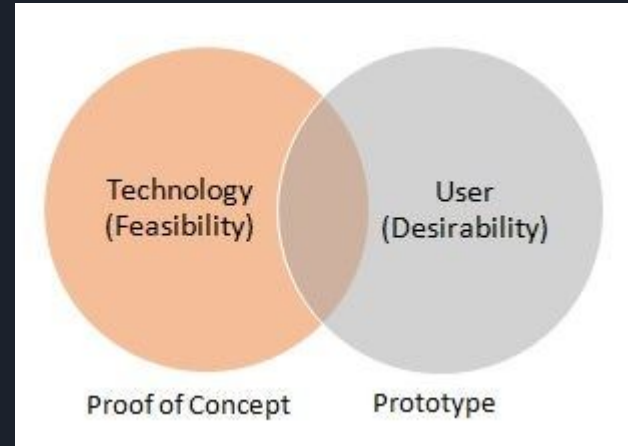 Technology
(Feasibility)
User
(Desirability)
Proof of Concept
Prototype